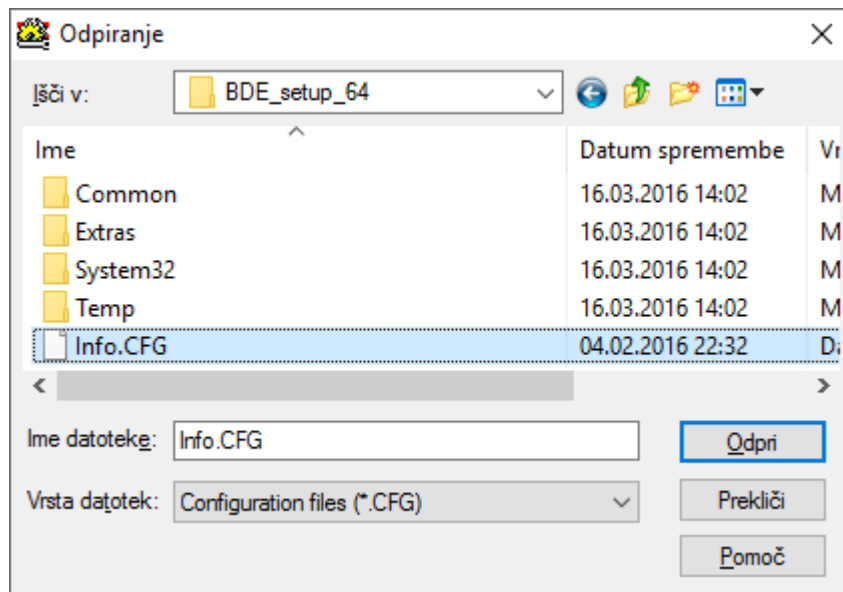 Odpiranje
Išči v: BDE_setup_64
Ime Datum spremembe Vr
Common 16.03.2016 14:02 M
Extras 16.03.2016 14:02 M
System32 16.03.2016 14:02 M
Temp 16.03.2016 14:02 M
Info.CFG 04.02.2016 22:32 Da
Ime datoteke: Info.CFG Odpri
Vrsta datotek: Configuration files (*.CFG) Prekliči
Pomoč